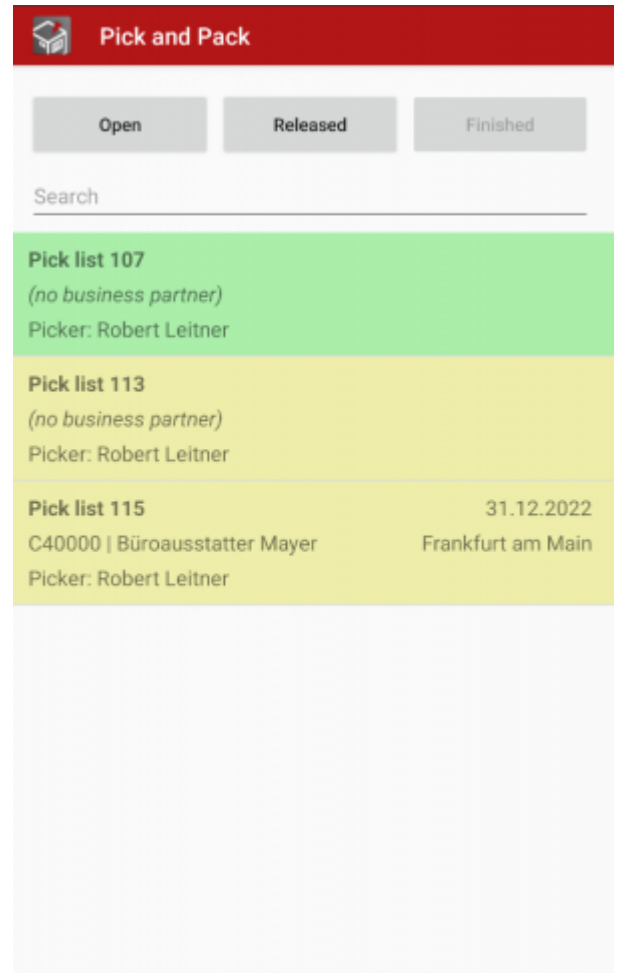 Pick and Pack
Open Released Finished
Search
Pick list 107
(no business partner)
Picker: Robert Leitner
Pick list 113
(no business partner)
Picker: Robert Leitner
Pick list 115 31.12.2022
C40000 | Büroausstatter Mayer Frankfurt am Main
Picker: Robert Leitner